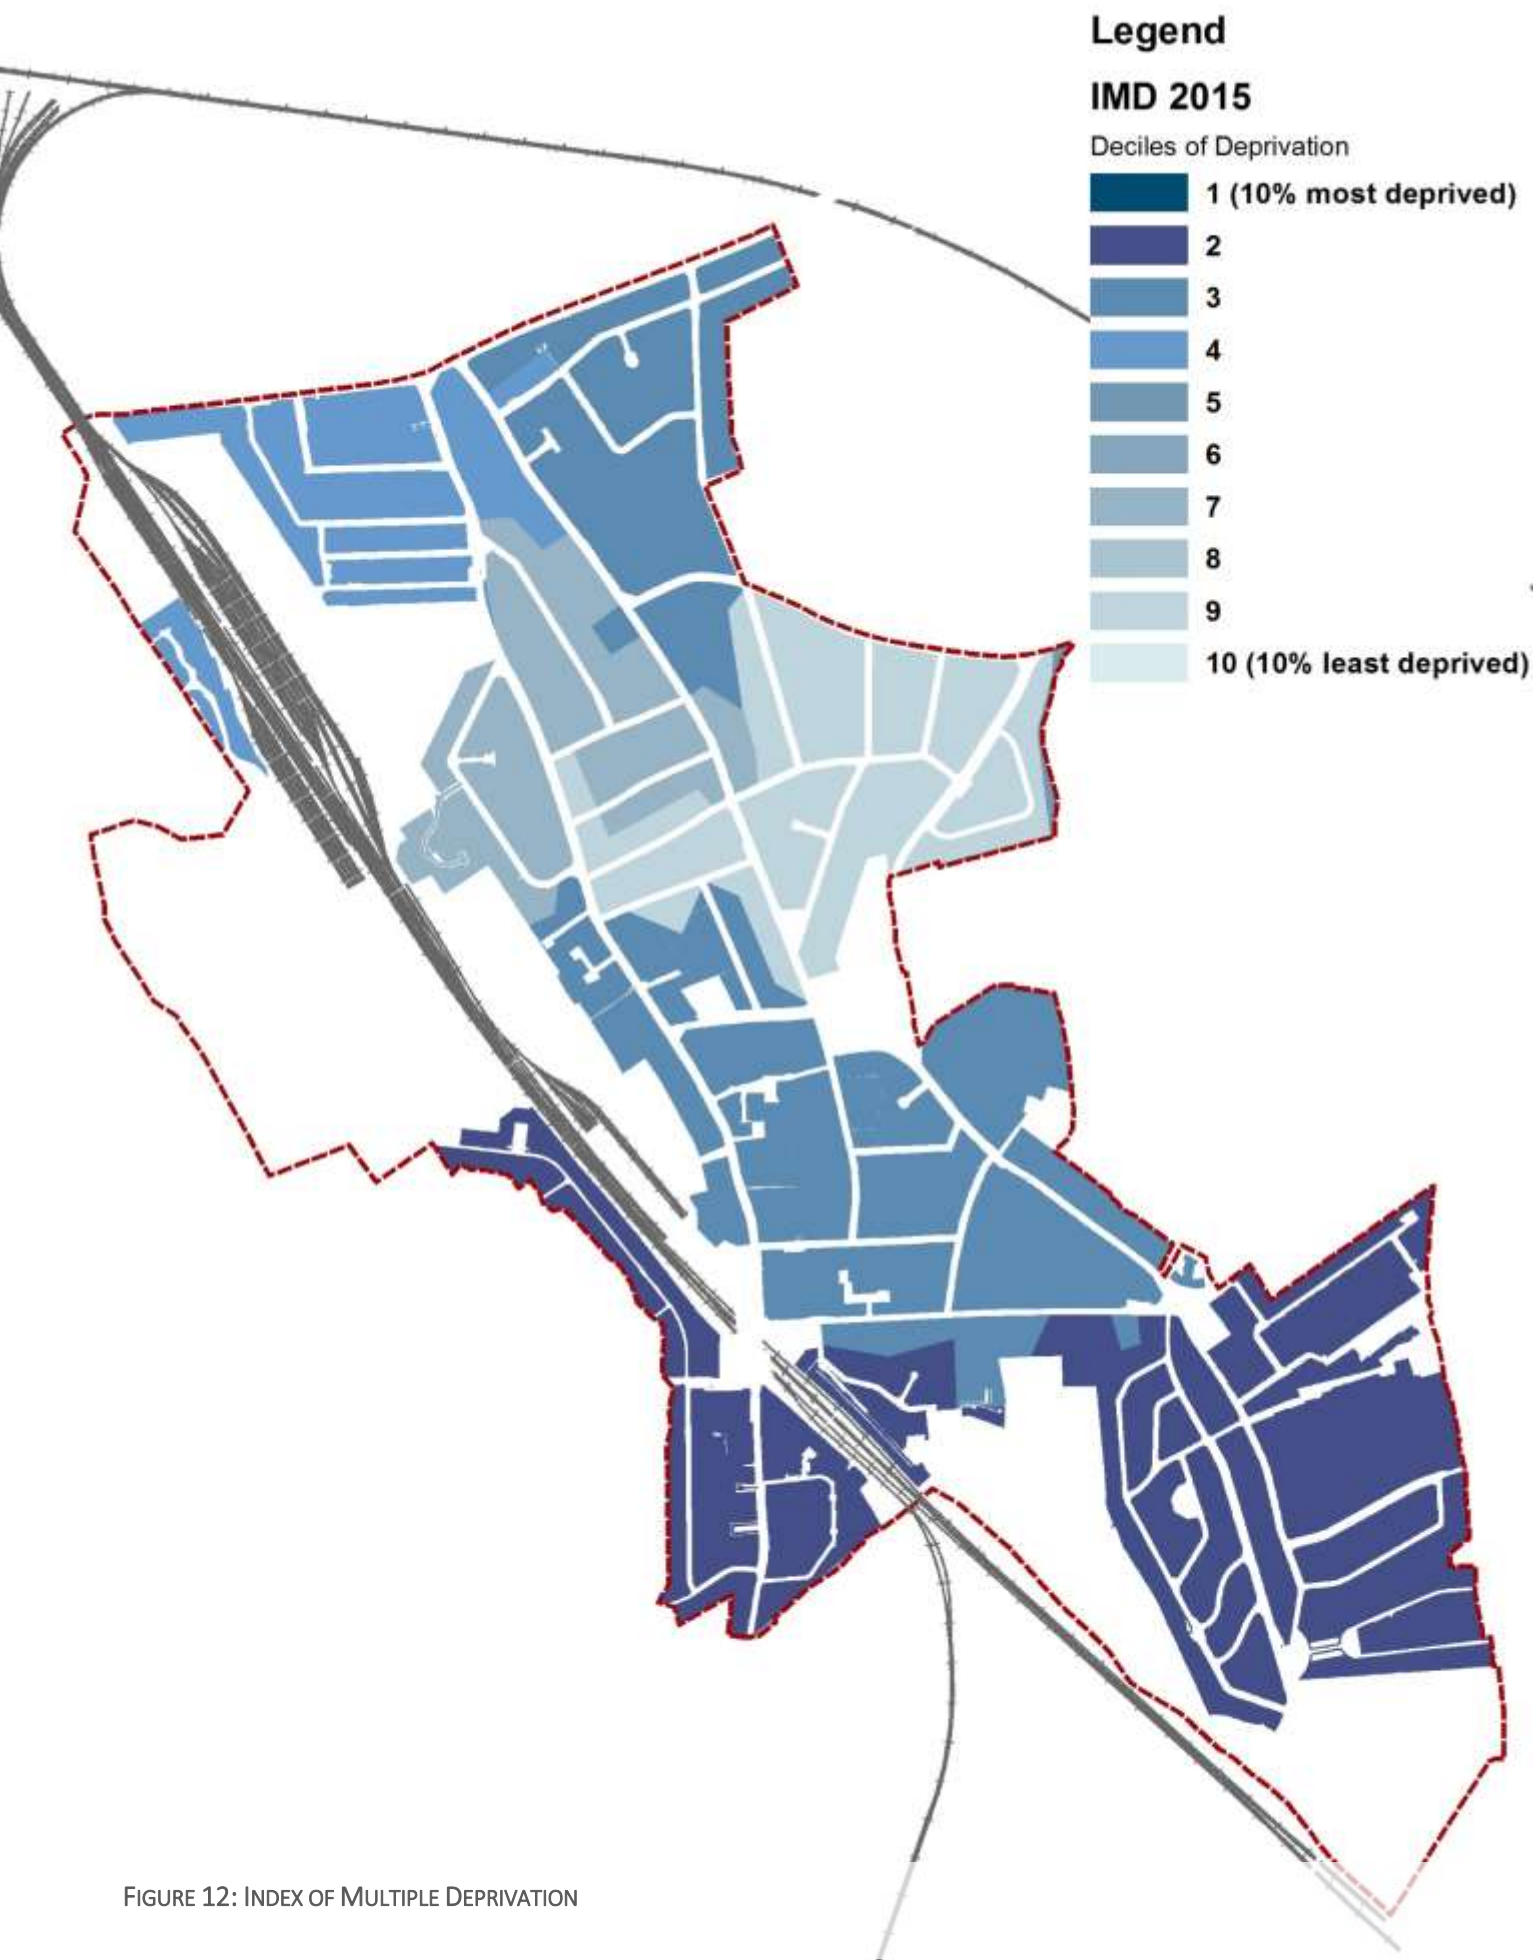 Legend
IMD 2015
Deciles of Deprivation
1 (10% most deprived)
2
3
4
5
6
7
8
9
10 (10% least deprived)
FIGURE 12: INDEX OF MULTIPLE DEPRIVATION